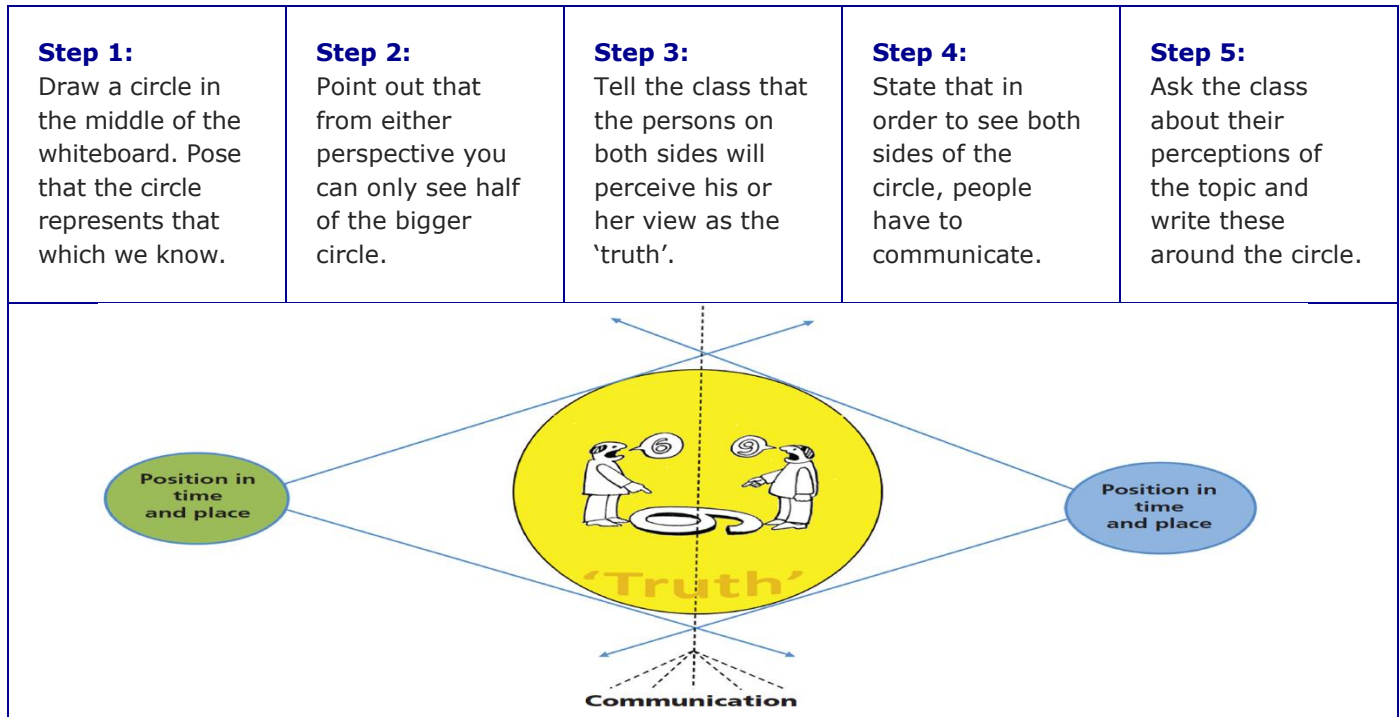 Step 1:
Draw a circle in
the middle of the
whiteboard. Pose
that the circle
represents that
which we know.
Step 2:
Point out that
from either
perspective you
can only see half
of the bigger
circle.
Step 3:
Tell the class that
the persons on
both sides will
perceive his or
her view as the
‘truth’.
Step 4:
State that in
order to see both
sides of the
circle, people
have to
communicate.
Step 5:
Ask the class
about their
perceptions of
the topic and
write these
around the circle.
6
9
Position in
time
and place
6
‘Truth’
Position in
time
and place
Communication